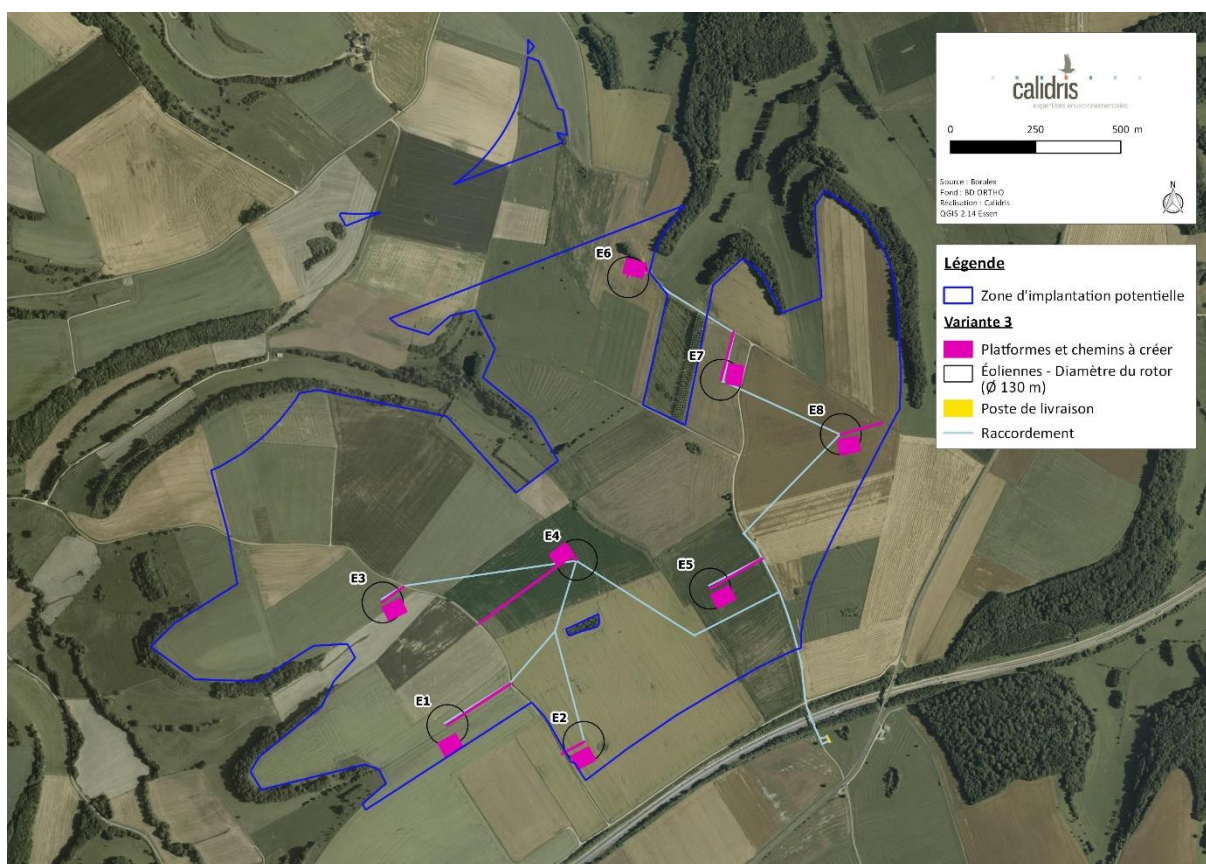 calidris
expertises environnementales
0 250 500 m
Source : Boralex
Fond : BD ORTHO
Réalisation : Calidris
QGIS 2.14 Essen
N
Légende
Zone d'implantation potentielle
Variante 3
Platformes et chemins à créer
Éoliennes - Diamètre du rotor
(Ø 130 m)
Poste de livraison
Raccordement
E6
E7
E8
E4
E3
E5
E1
E2